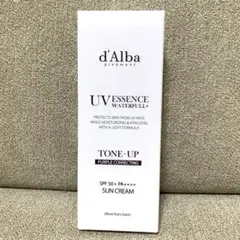 d'Alba
piedmont
UV ESSENCE
WATERFULL+
PROTECTS SKIN FROM UV RAYS,
WHILE MOISTURIZING & VITALIZING
WITH A LIGHT FORMULA
TONE-UP
PURPLE CORRECTING
SPF 50+ PA++++
SUN CREAM